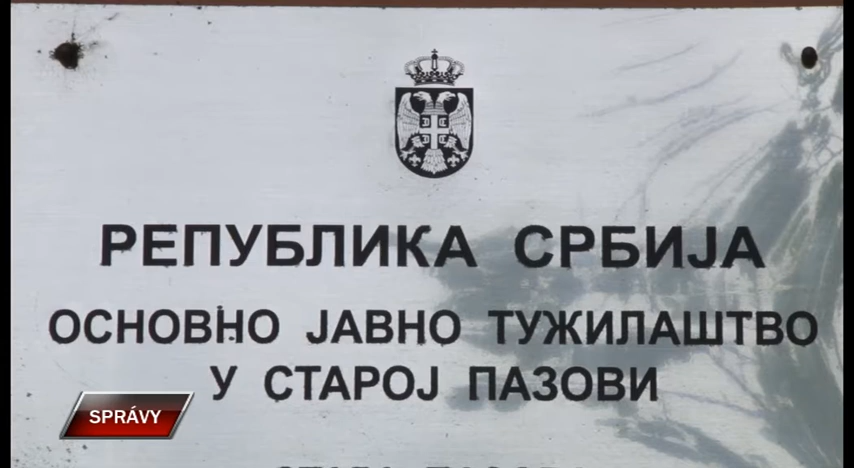 РЕПУБЛИКА СРБИЈА
ОСНОВНО ЈАВНО ТУЖИЛАШТВО
У СТАРОЈ ПАЗОВИ
SPRÁVY